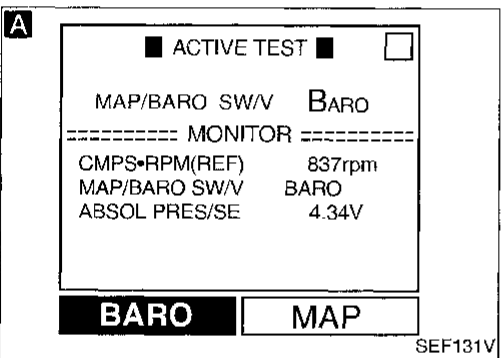 A
■ ACTIVE TEST ■
MAP/BARO SW/V BARO
========= MONITOR =========
CMPS•RPM(REF) 837rpm
MAP/BARO SW/V BARO
ABSOL PRES/SE 4.34V
BARO MAP
SEF131V